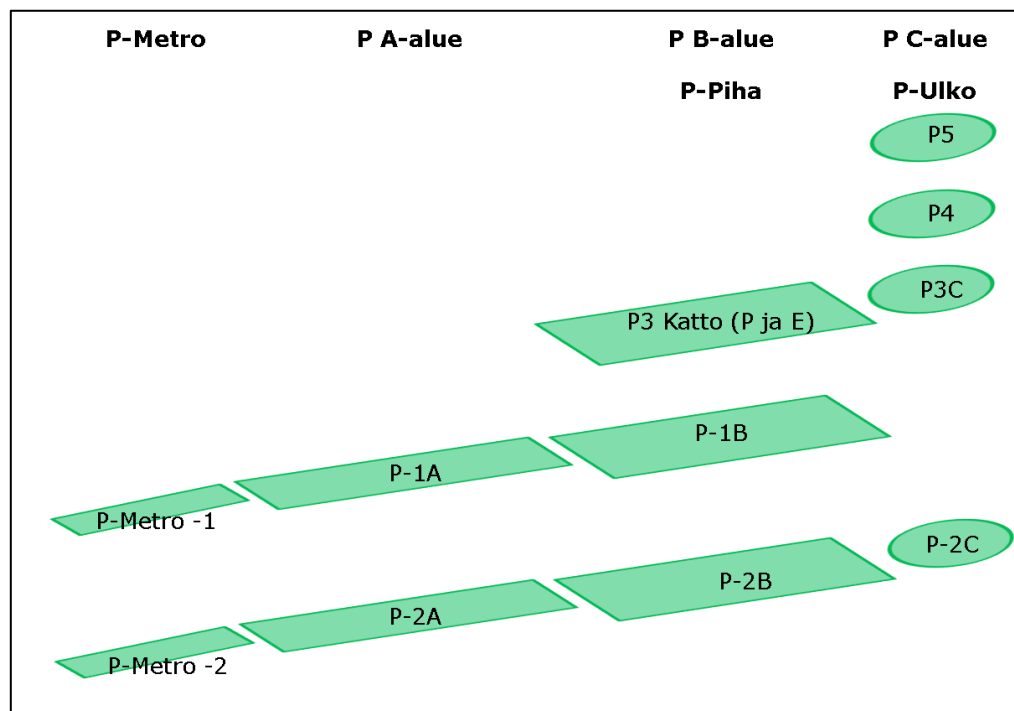 P-Metro
P A-alue
P B-alue
P C-alue
P-Piha
P-Ulko
P5
P4
P3C
P3 Katto (P ja E)
P-1B
P-1A
P-Metro -1
P-2C
P-2B
P-2A
P-Metro -2